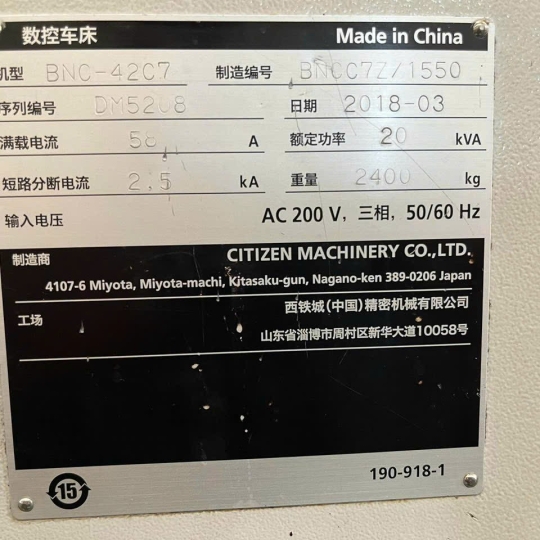 数控车床 Made in China
机型 BNC-42C7 制造编号 BNCC7Z/1550
序列编号 DM5208 日期 2018-03
满载电流 58 A 额定功率 20 kVA
短路分断电流 2,5 kA 重量 2400 kg
输入电压 AC 200 V，三相，50/60 Hz
制造商 CITIZEN MACHINERY CO.,LTD.
4107-6 Miyota, Miyota-machi, Kitasaku-gun, Nagano-ken 389-0206 Japan
工场 西铁城（中国）精密机械有限公司
山东省淄博市周村区新华大道10058号
15 190-918-1